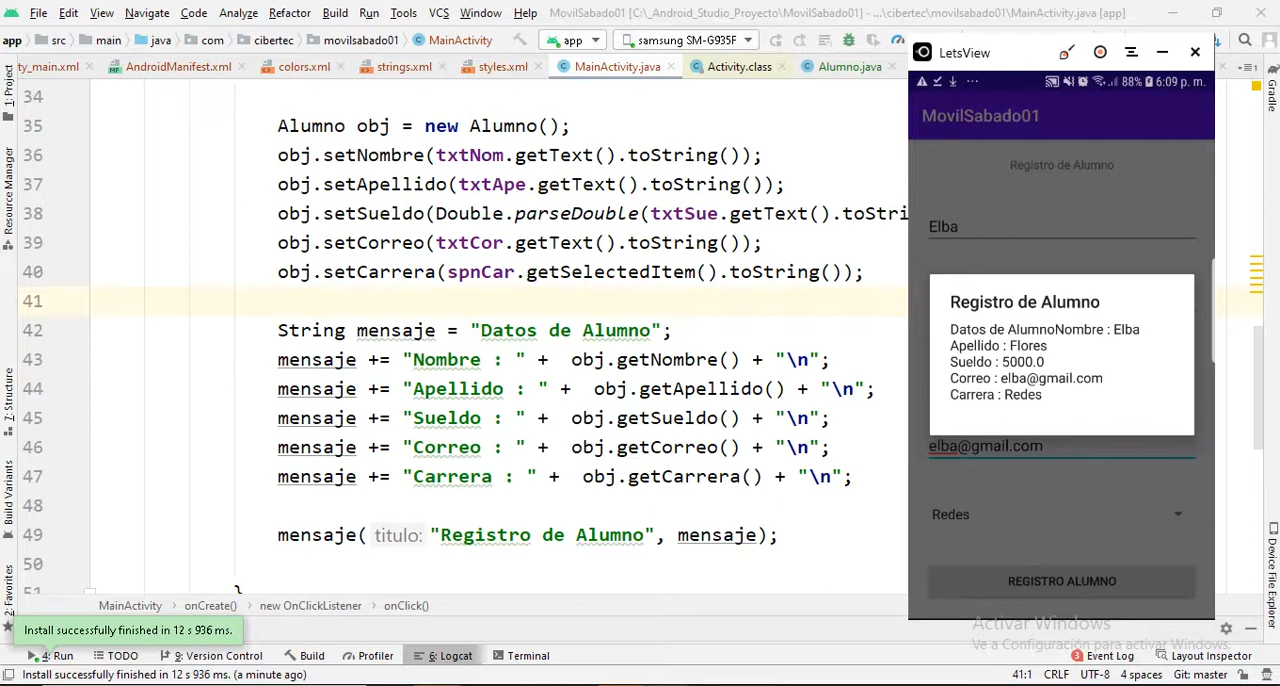 File Edit View Navigate Code Analyze Refactor Build Run Tools VCS Window Help MovilSabado01 [C:\_Android_Studio_Proyecto\MovilSabado01] - ...\cibertec\movilsabado01\MainActivity.java [app]
app src main java com cibertec movilsabado01 MainActivity app samsung SM-G935F
ty_main.xml AndroidManifest colors.xml strings.xml styles.xml MainActivity.java Activity.class Alumno.java
1: Project
Resource Manager
7: Structure
Build Variants
2: Favorites
34
35 Alumno obj = new Alumno();
36 obj.setNombre(txtNom.getText().toString());
37 obj.setApellido(txtApe.getText().toString());
38 obj.setSueldo(Double.parseDouble(txtSue.getText().toStri
39 obj.setCorreo(txtCor.getText().toString());
40 obj.setCarrera(spnCar.getSelectedItem().toString());
41
42 String mensaje = "Datos de Alumno";
43 mensaje += "Nombre : " + obj.getNombre() + "\n";
44 mensaje += "Apellido : " + obj.getApellido() + "\n";
45 mensaje += "Sueldo : " + obj.getSueldo() + "\n";
46 mensaje += "Correo : " + obj.getCorreo() + "\n";
47 mensaje += "Carrera : " + obj.getCarrera() + "\n";
48
49 mensaje( titulo: "Registro de Alumno", mensaje);
50
51 }
MainActivity onCreate() new OnClickListener onClick()
LetsView
88% 6:09 p. m.
MovilSabado01
Registro de Alumno
Elba
Registro de Alumno
Datos de AlumnoNombre : Elba
Apellido : Flores
Sueldo : 5000.0
Correo : elba@gmail.com
Carrera : Redes
elba@gmail.com
Redes
REGISTRO ALUMNO
Activar Windows
Ve a Configuración para activar Windows.
Gradle
Device File Explorer
Install successfully finished in 12 s 936 ms.
4: Run TODO 9: Version Control Build Profiler 6: Logcat Terminal 3 Event Log Layout Inspector
Install successfully finished in 12 s 936 ms. (a minute ago) 41:1 CRLF UTF-8 4 spaces Git: master